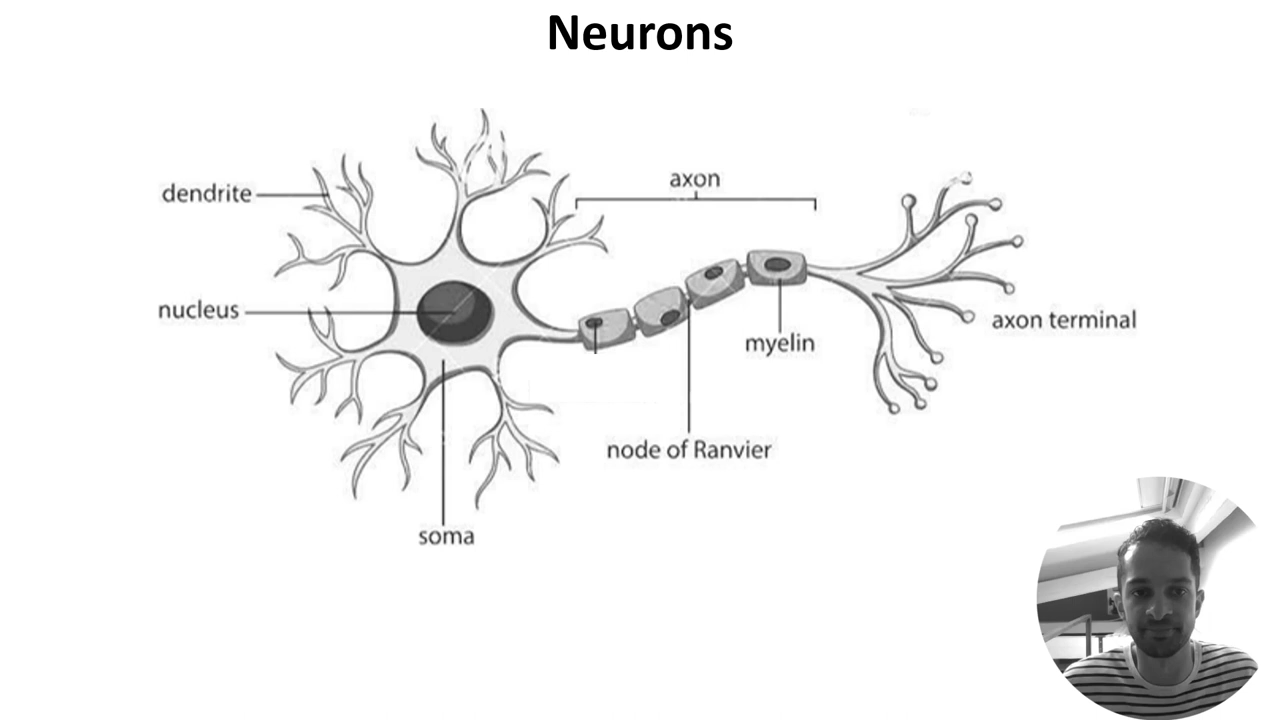 Neurons
axon
dendrite
nucleus
axon terminal
myelin
node of Ranvier
soma